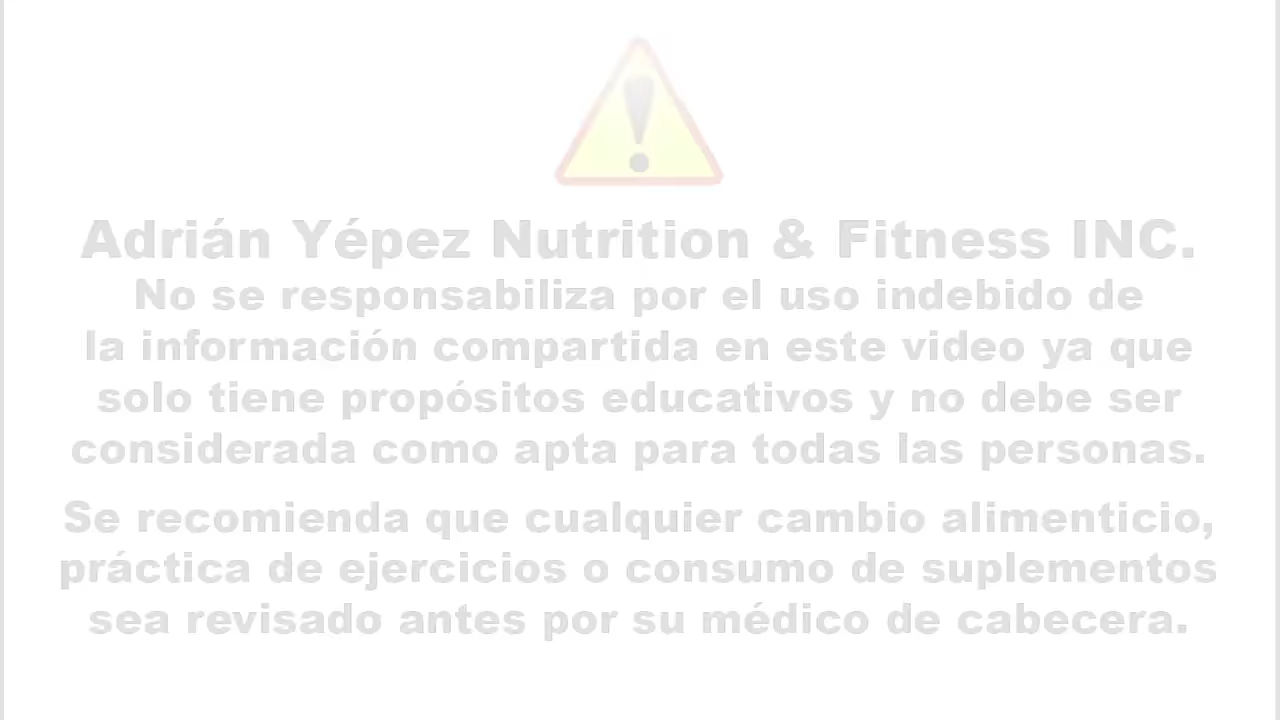 Adrián Yépez Nutrition & Fitness INC.
No se responsabiliza por el uso indebido de
la información compartida en este video ya que
solo tiene propósitos educativos y no debe ser
considerada como apta para todas las personas.
Se recomienda que cualquier cambio alimenticio,
práctica de ejercicios o consumo de suplementos
sea revisado antes por su médico de cabecera.